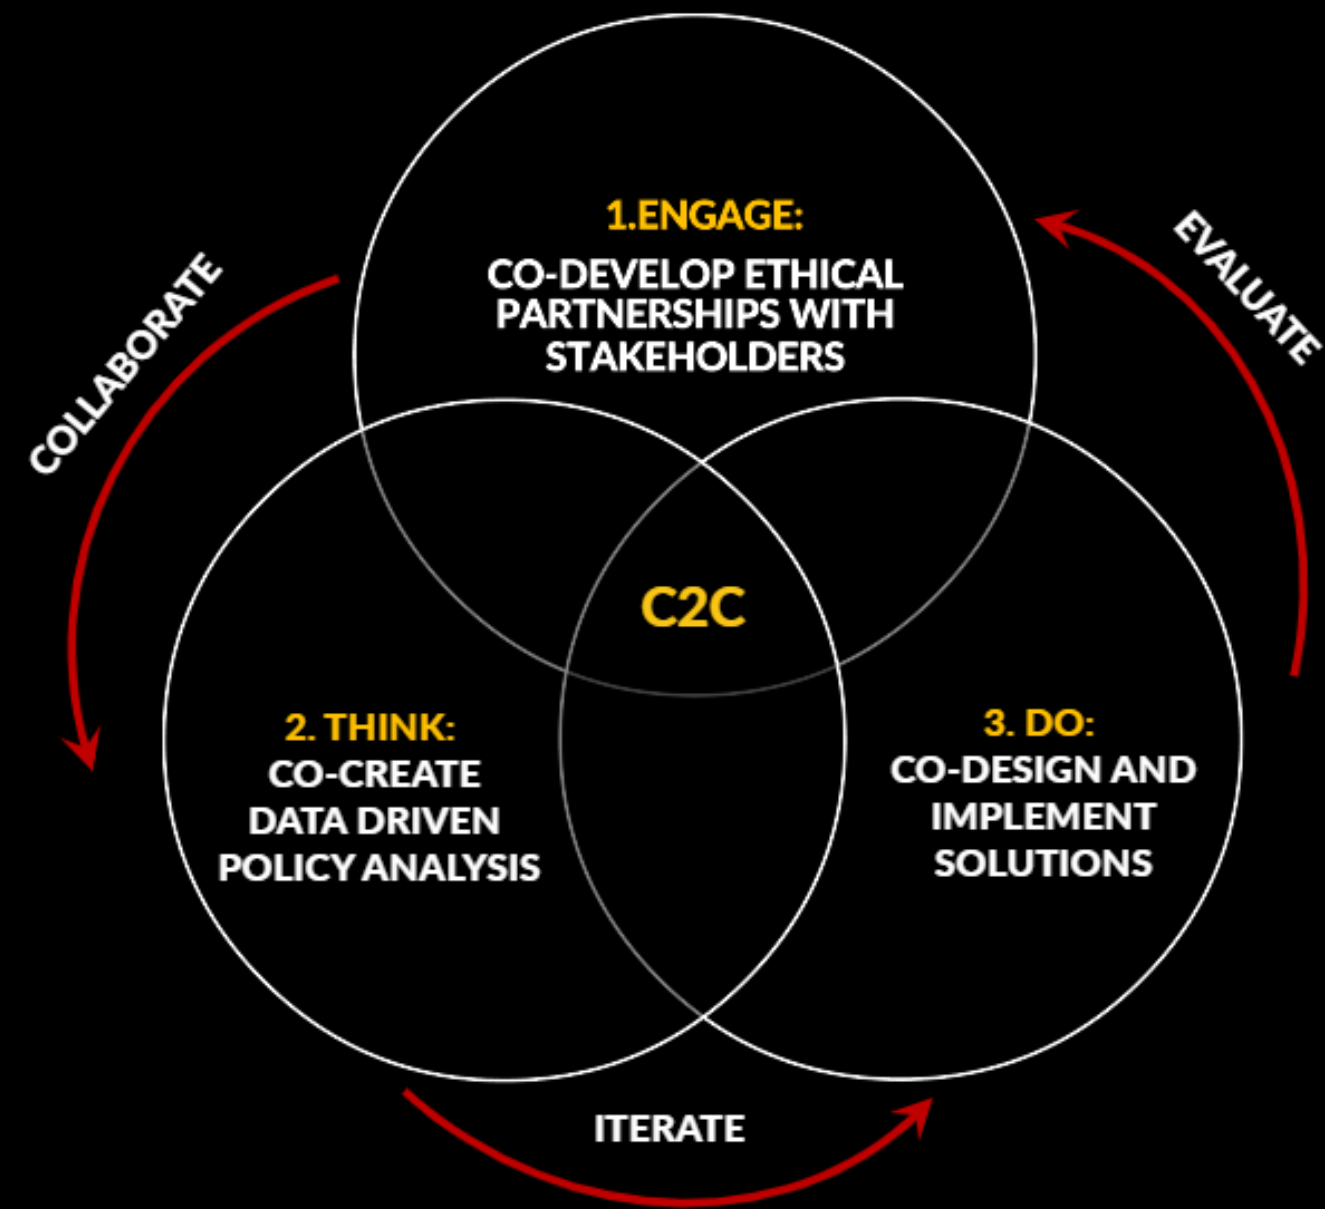 1.ENGAGE:
CO-DEVELOP ETHICAL
PARTNERSHIPS WITH
STAKEHOLDERS
COLLABORATE
EVALUATE
C2C
2. THINK:
CO-CREATE
DATA DRIVEN
POLICY ANALYSIS
3. DO:
CO-DESIGN AND
IMPLEMENT
SOLUTIONS
ITERATE